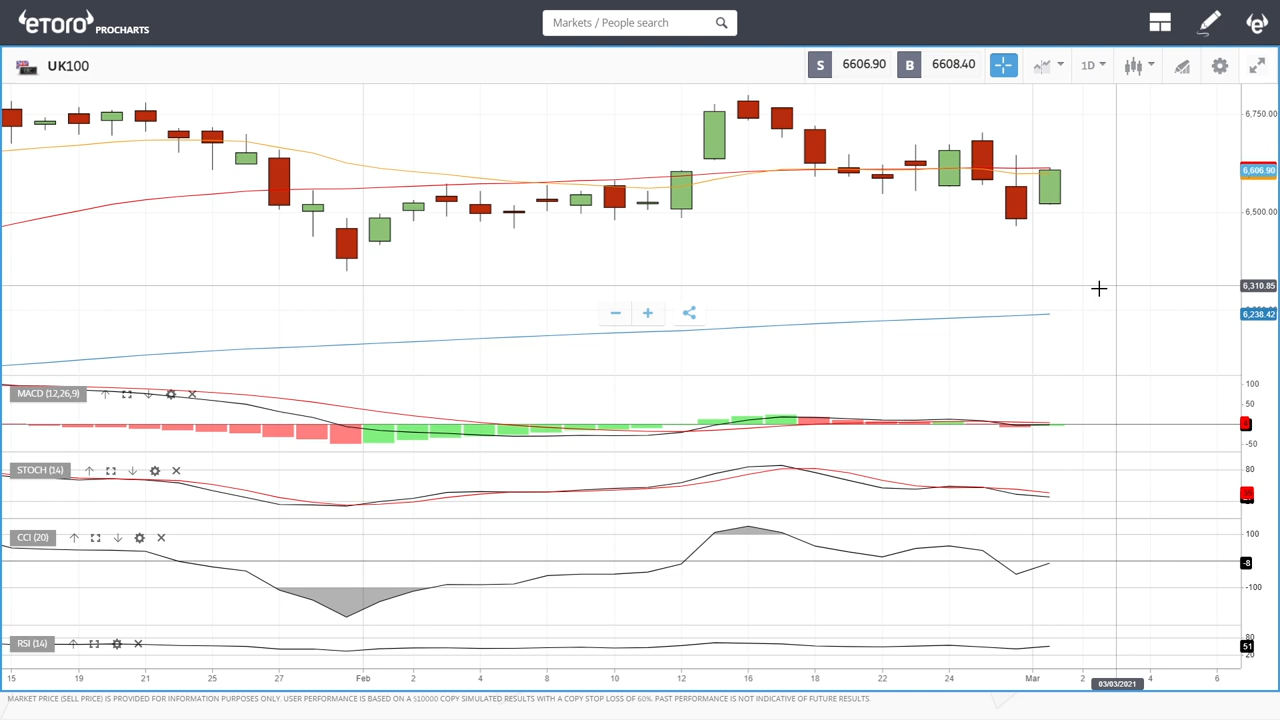 eToro PROCHARTS
Markets / People search
UK100
S 6606.90 B 6608.40
1D
6,750.00
6,606.90
6,500.00
6,310.85
6,238.42
MACD (12,26,9)
100
50
-50
STOCH (14)
80
CCI (20)
100
-8
-100
RSI (14)
80
51
20
15 19 21 25 27 Feb 2 4 8 10 12 16 18 22 24 Mar 2 4 6
03/03/2021
MARKET PRICE (SELL PRICE) IS PROVIDED FOR INFORMATION PURPOSES ONLY. USER PERFORMANCE IS BASED ON A $10000 COPY SIMULATED RESULTS WITH A COPY STOP LOSS OF 60%. PAST PERFORMANCE IS NOT INDICATIVE OF FUTURE RESULTS.